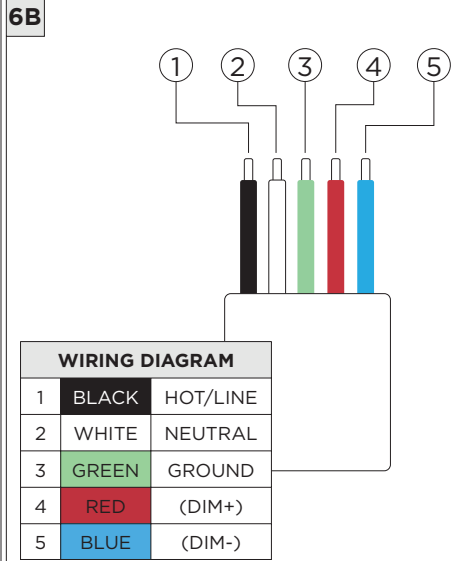 6B
1 2 3 4 5
WIRING DIAGRAM
1 BLACK HOT/LINE
2 WHITE NEUTRAL
3 GREEN GROUND
4 RED (DIM+)
5 BLUE (DIM-)